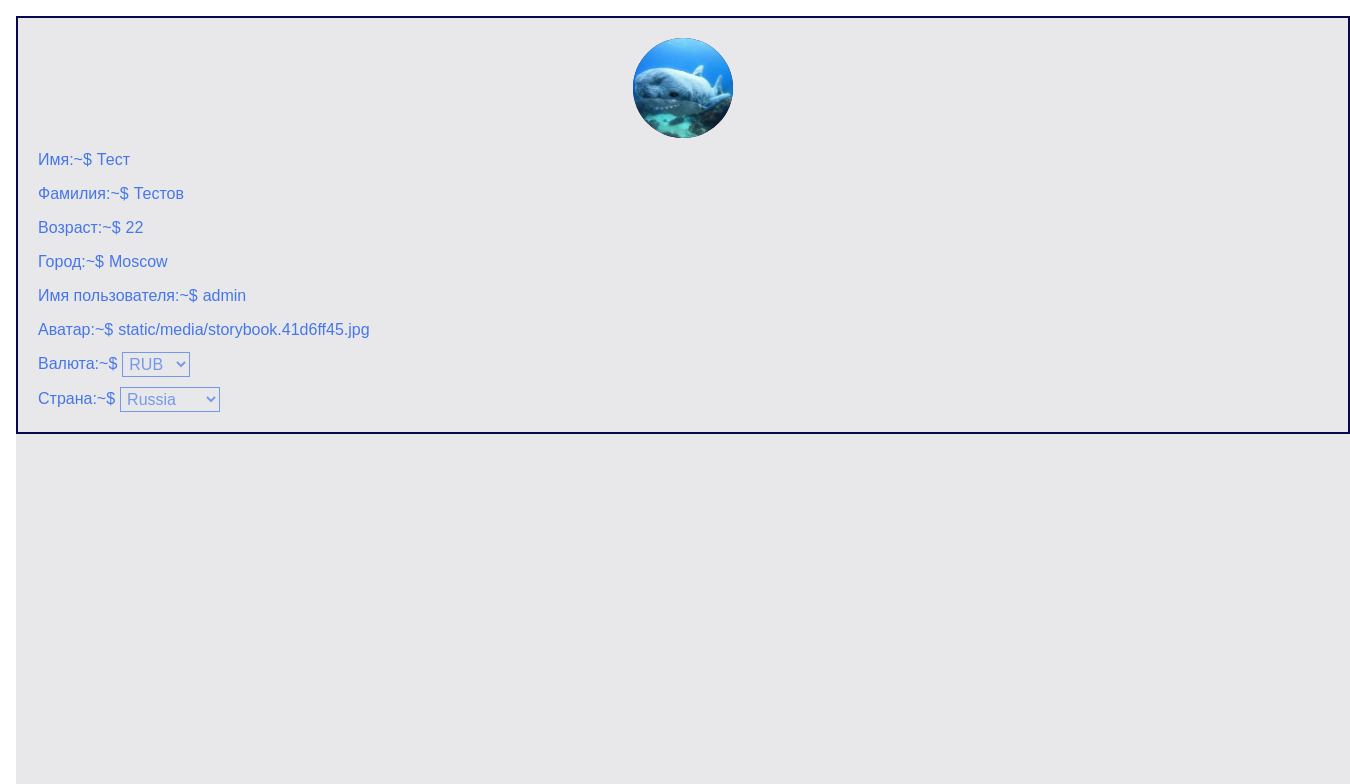 Имя:~$ Тест
Фамилия:~$ Тестов
Возраст:~$ 22
Город:~$ Moscow
Имя пользователя:~$ admin
Аватар:~$ static/media/storybook.41d6ff45.jpg
Валюта:~$ RUB
Страна:~$ Russia